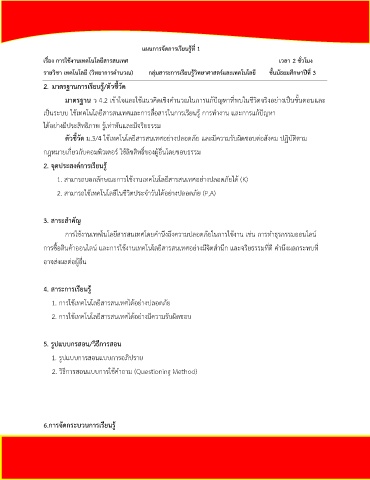 แผนการจัดการเรียนรู้ที่ 1
เรื่อง การใช้งานเทคโนโลยีสารสนเทศ เวลา 2 ชั่วโมง
รายวิชา เทคโนโลยี (วิทยาการคำนวณ) กลุ่มสาระการเรียนรู้วิทยาศาสตร์และเทคโนโลยี ชั้นมัธยมศึกษาปีที่ 3
2. มาตรฐานการเรียนรู้/ตัวชี้วัด
มาตรฐาน ว 4.2 เข้าใจและใช้แนวคิดเชิงคำนวณในการแก้ปัญหาที่พบในชีวิตจริงอย่างเป็นขั้นตอนและ
เป็นระบบ ใช้เทคโนโลยีสารสนเทศและการสื่อสารในการเรียนรู้ การทำงาน และการแก้ปัญหา
ได้อย่างมีประสิทธิภาพ รู้เท่าทันและมีจริยธรรม
ตัวชี้วัด ม.3/4 ใช้เทคโนโลยีสารสนเทศอย่างปลอดภัย และมีความรับผิดชอบต่อสังคม ปฏิบัติตาม
กฎหมายเกี่ยวกับคอมพิวเตอร์ ใช้ลิขสิทธิ์ของผู้อื่นโดยชอบธรรม
2. จุดประสงค์การเรียนรู้
1. สามารถบอกลักษณะการใช้งานเทคโนโลยีสารสนเทศอย่างปลอดภัยได้ (K)
2. สามารถใช้เทคโนโลยีในชีวิตประจำวันได้อย่างปลอดภัย (P,A)
3. สาระสำคัญ
การใช้งานเทคโนโลยีสารสนเทศโดยคำนึงถึงความปลอดภัยในการใช้งาน เช่น การทำธุรกรรมออนไลน์
การซื้อสินค้าออนไลน์ และการใช้งานเทคโนโลยีสารสนเทศอย่างมีจิตสำนึก และจริยธรรมที่ดี คำนึงผลกระทบที่
อาจส่งผลต่อผู้อื่น
4. สาระการเรียนรู้
1. การใช้เทคโนโลยีสารสนเทศได้อย่างปลอดภัย
2. การใช้เทคโนโลยีสารสนเทศได้อย่างมีความรับผิดชอบ
5. รูปแบบการสอน/วิธีการสอน
1. รูปแบบการสอนแบบการอภิปราย
2. วิธีการสอนแบบการใช้คำถาม (Questioning Method)
6.การจัดกระบวนการเรียนรู้